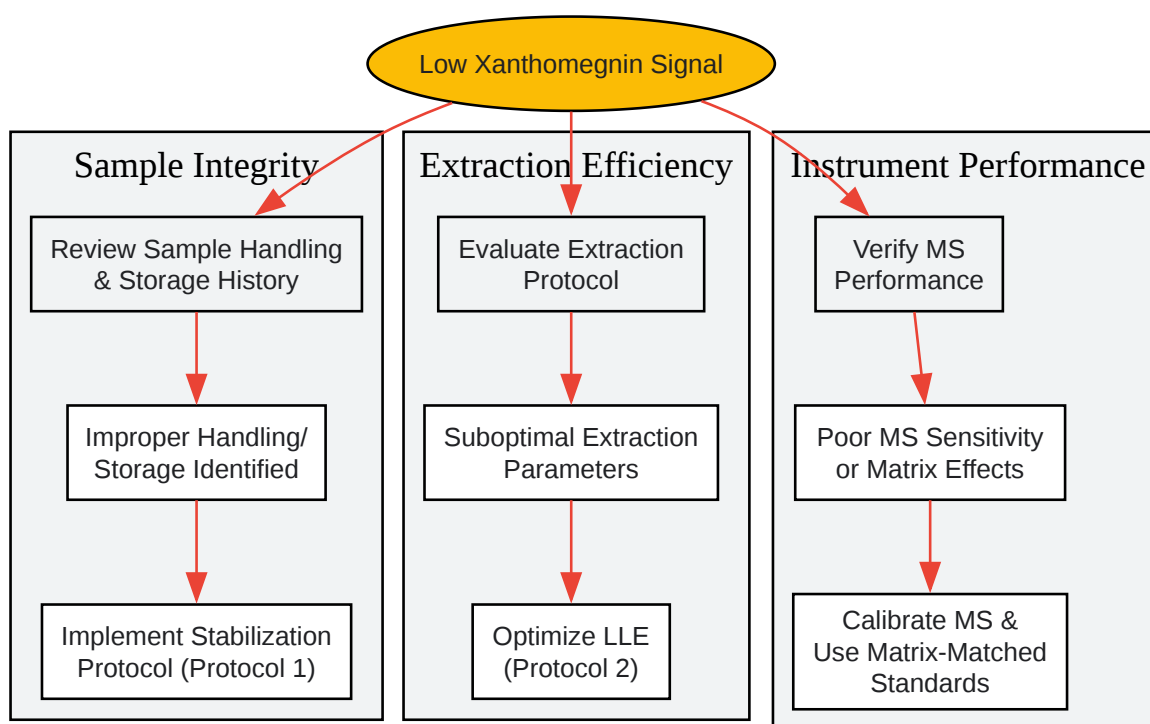 Low Xanthomegnin Signal
Sample Integrity
Review Sample Handling
& Storage History
Improper Handling/
Storage Identified
Implement Stabilization
Protocol (Protocol 1)
Extraction Efficiency
Evaluate Extraction
Protocol
Suboptimal Extraction
Parameters
Optimize LLE
(Protocol 2)
Instrument Performance
Verify MS
Performance
Poor MS Sensitivity
or Matrix Effects
Calibrate MS &
Use Matrix-Matched
Standards